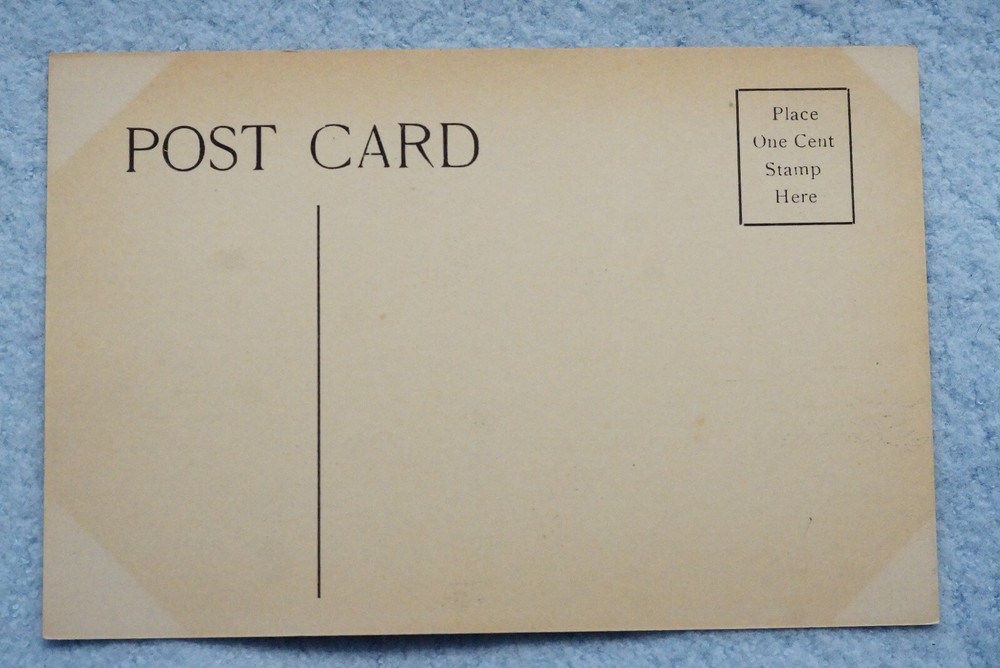 POST CARD
Place
One Cent
Stamp
Here